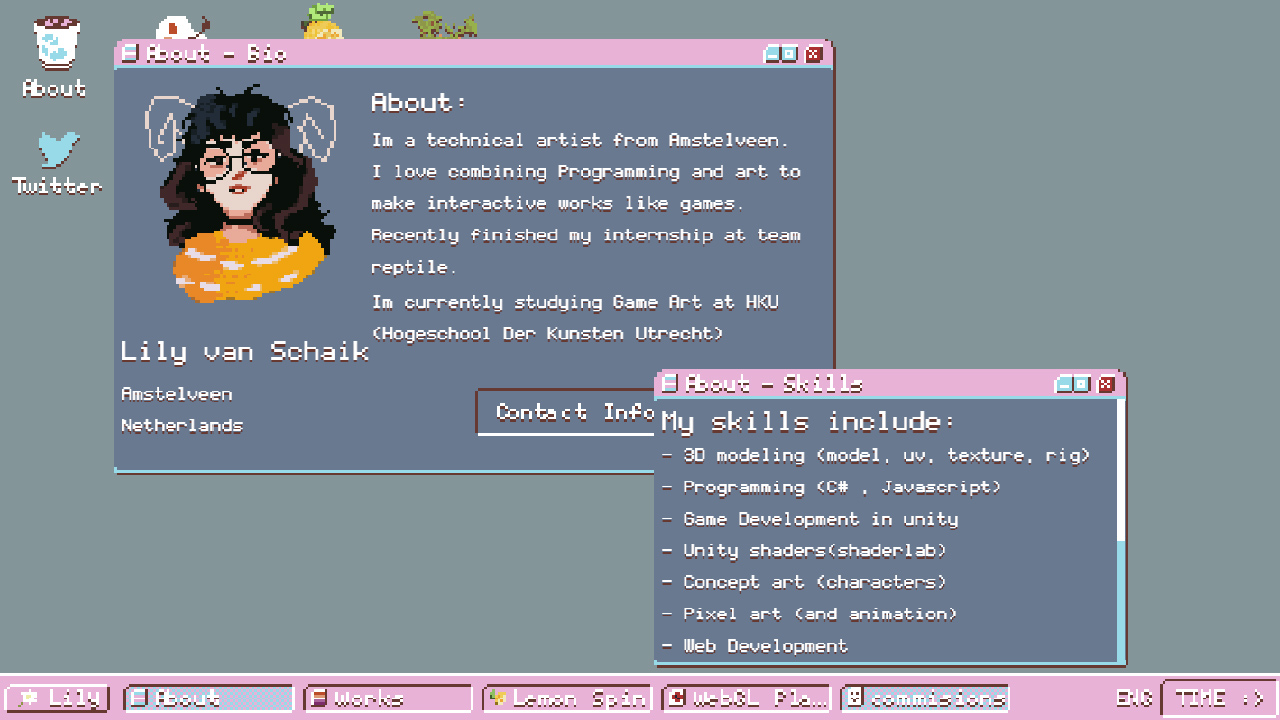 About
Twitter
About - Bio
About:
Im a technical artist from Amstelveen.
I love combining Programming and art to
make interactive works like games.
Recently finished my internship at team
reptile.
Im currently studying Game Art at HKU
(Hogeschool Der Kunsten Utrecht)
Lily van Schaik
Amstelveen
Netherlands
Contact Info
About - Skills
My skills include:
- 3D modeling (model, uv, texture, rig)
- Programming (C# , Javascript)
- Game Development in unity
- Unity shaders(shaderlab)
- Concept art (characters)
- Pixel art (and animation)
- Web Development
Lily
About
Works
Lemon Spin
WebGL Pla...
commisions
ENG
TIME :>